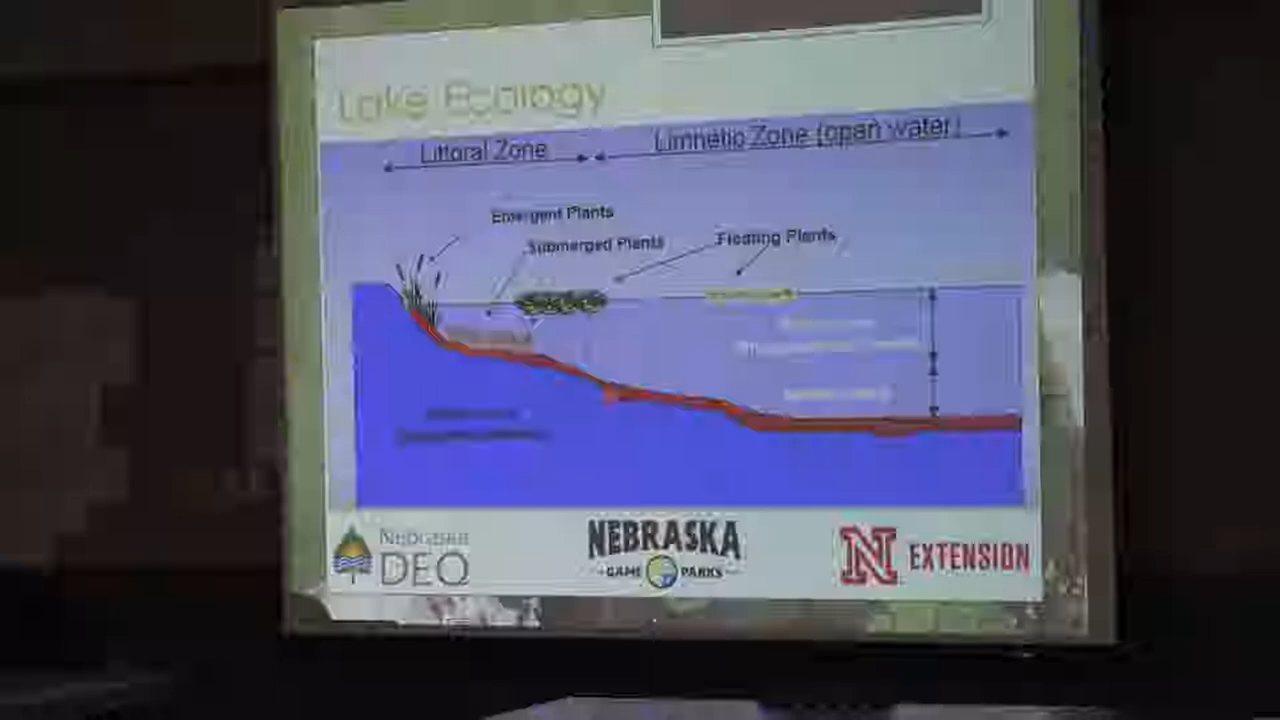 Lake Ecology
Littoral Zone
Limnetic Zone (open water)
Emergent Plants
Submerged Plants
Floating Plants
Nebraska
DEQ
NEBRASKA
GAME PARKS
N EXTENSION